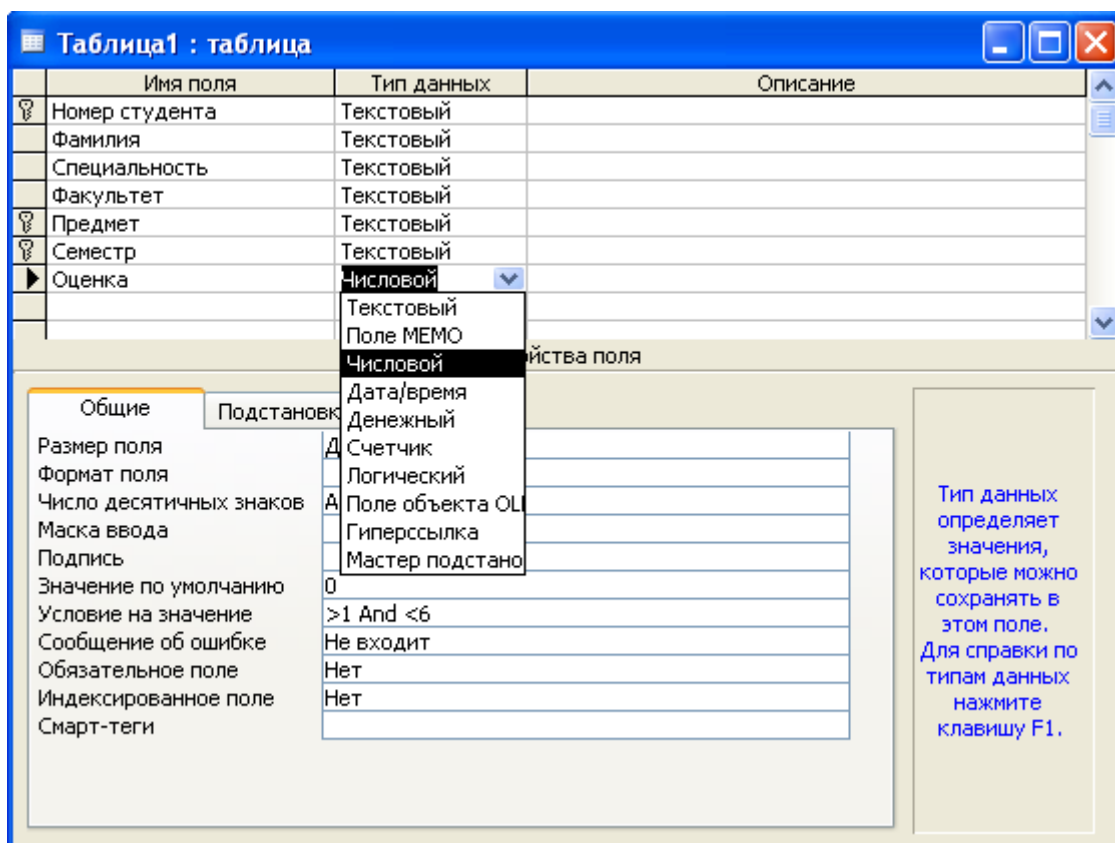 Таблица1 : таблица
Имя поля Тип данных Описание
Номер студента Текстовый
Фамилия Текстовый
Специальность Текстовый
Факультет Текстовый
Предмет Текстовый
Семестр Текстовый
Оценка Числовой
Текстовый
Поле МЕМО
Числовой
йства поля
Дата/время
Денежный
Счетчик
Логический
Поле объекта OLI
Гиперссылка
Мастер подстано
Общие Подстановк
Размер поля Д
Формат поля
Число десятичных знаков А
Маска ввода
Подпись
Значение по умолчанию 0
Условие на значение >1 And <6
Сообщение об ошибке Не входит
Обязательное поле Нет
Индексированное поле Нет
Смарт-теги
Тип данных
определяет
значения,
которые можно
сохранять в
этом поле.
Для справки по
типам данных
нажмите
клавишу F1.